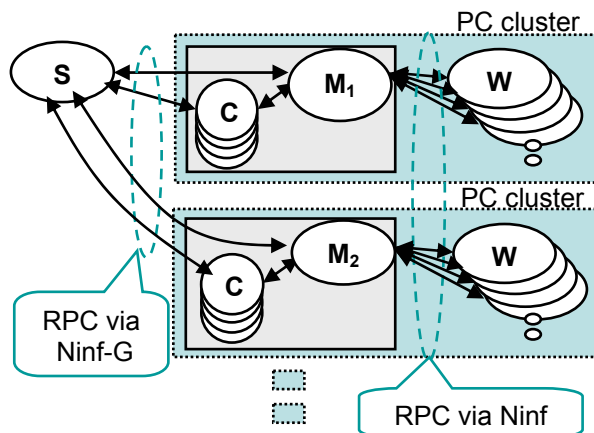 PC cluster
S
M1
W
C
PC cluster
M2
W
C
RPC via
Ninf-G
RPC via Ninf